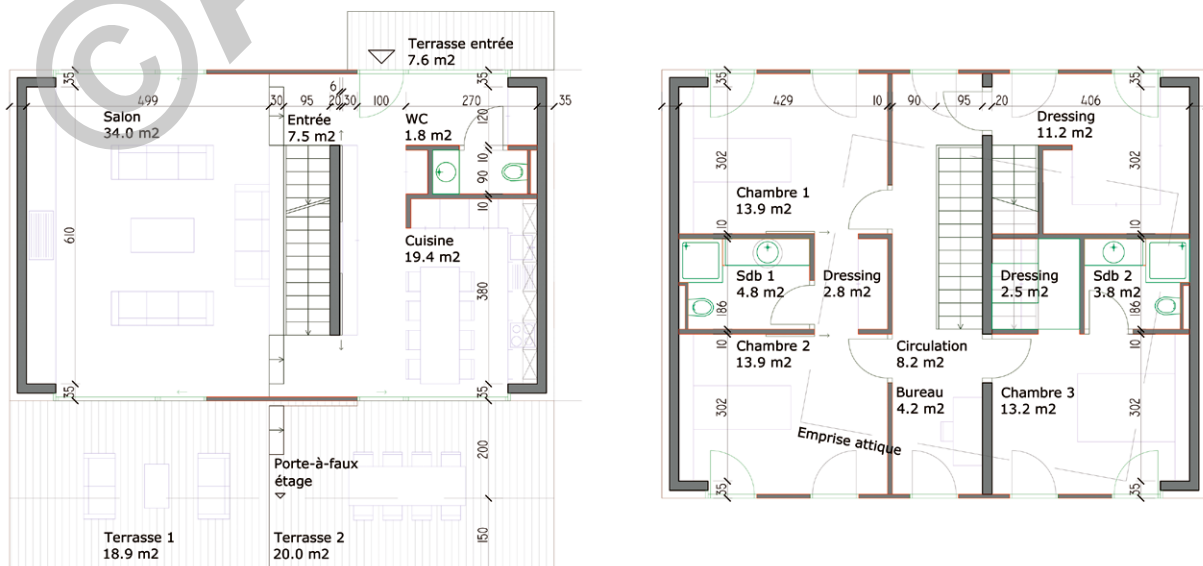 ©
Terrasse entrée
7.6 m2
35
35
6
499
30
95
20
30
100
270
35
Salon
34.0 m2
Entrée
7.5 m2
WC
1.8 m2
120
10
90
10
610
Cuisine
19.4 m2
380
35
35
Porte-à-faux
étage
200
Terrasse 1
18.9 m2
Terrasse 2
20.0 m2
150
35
35
429
10
90
95
20
406
Dressing
11.2 m2
302
302
Chambre 1
13.9 m2
10
10
Sdb 1
4.8 m2
Dressing
2.8 m2
Dressing
2.5 m2
Sdb 2
3.8 m2
186
186
10
10
Chambre 2
13.9 m2
Circulation
8.2 m2
Bureau
4.2 m2
Chambre 3
13.2 m2
302
302
Emprise attique
35
35